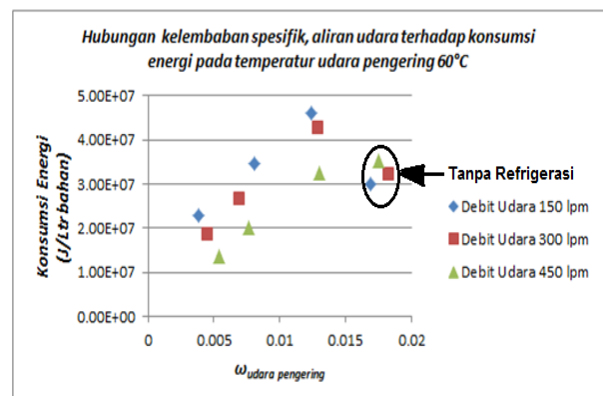 Hubungan kelembaban spesifik, aliran udara terhadap konsumsi
energi pada temperatur udara pengering 60°C
Konsumsi Energi
(J/Ltr bahan)
5.00E+07
4.00E+07
3.00E+07
2.00E+07
1.00E+07
0.00E+00
0
0.005
0.01
0.015
0.02
ω udara pengering
Tanpa Refrigerasi
Debit Udara 150 lpm
Debit Udara 300 lpm
Debit Udara 450 lpm